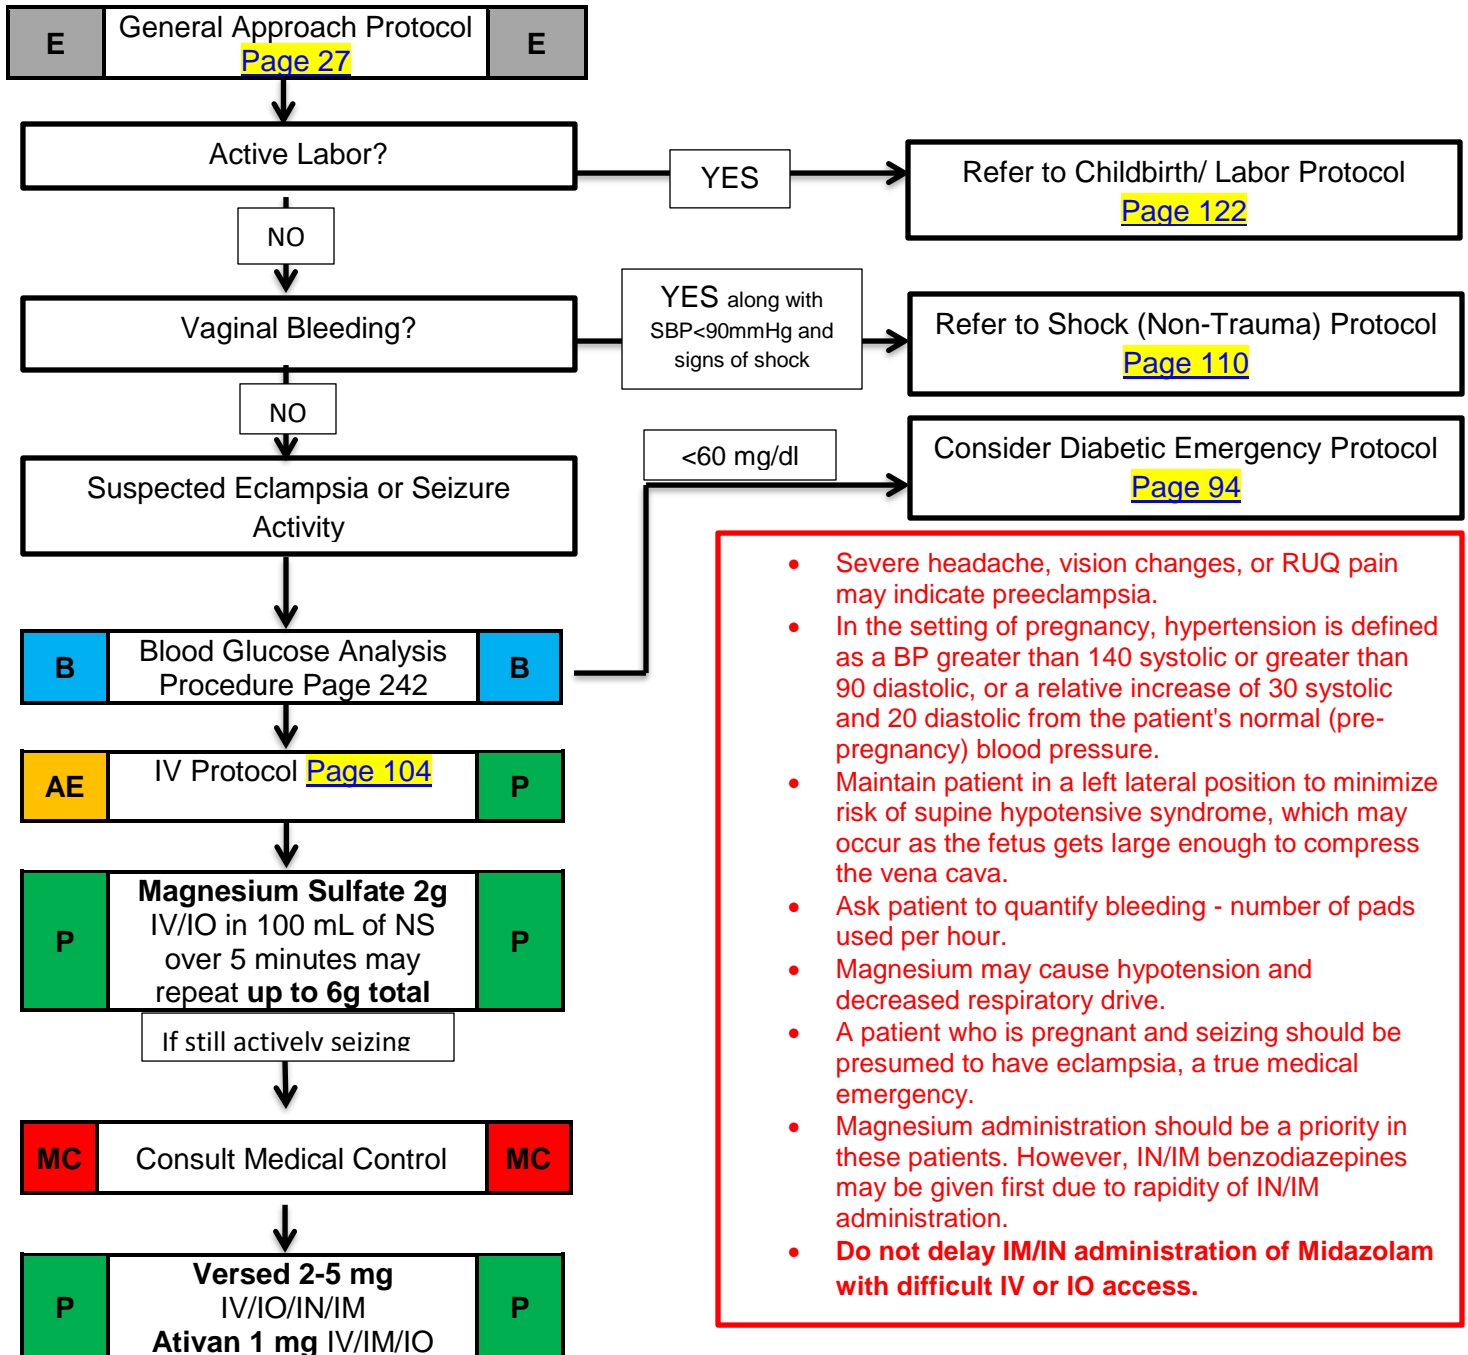 E
General Approach Protocol
Page 27
E
Active Labor?
YES
Refer to Childbirth/ Labor Protocol
Page 122
NO
Vaginal Bleeding?
YES along with
SBP<90mmHg and
signs of shock
Refer to Shock (Non-Trauma) Protocol
Page 110
NO
<60 mg/dl
Consider Diabetic Emergency Protocol
Page 94
Suspected Eclampsia or Seizure
Activity
B
Blood Glucose Analysis
Procedure Page 242
B
AE
IV Protocol Page 104
P
P
Magnesium Sulfate 2g
IV/IO in 100 mL of NS
over 5 minutes may
repeat up to 6g total
P
If still actively seizing
MC
Consult Medical Control
MC
P
Versed 2-5 mg
IV/IO/IN/IM
Ativan 1 mg IV/IM/IO
P
• Severe headache, vision changes, or RUQ pain
may indicate preeclampsia.
• In the setting of pregnancy, hypertension is defined
as a BP greater than 140 systolic or greater than
90 diastolic, or a relative increase of 30 systolic
and 20 diastolic from the patient's normal (pre-
pregnancy) blood pressure.
• Maintain patient in a left lateral position to minimize
risk of supine hypotensive syndrome, which may
occur as the fetus gets large enough to compress
the vena cava.
• Ask patient to quantify bleeding - number of pads
used per hour.
• Magnesium may cause hypotension and
decreased respiratory drive.
• A patient who is pregnant and seizing should be
presumed to have eclampsia, a true medical
emergency.
• Magnesium administration should be a priority in
these patients. However, IN/IM benzodiazepines
may be given first due to rapidity of IN/IM
administration.
• Do not delay IM/IN administration of Midazolam
with difficult IV or IO access.